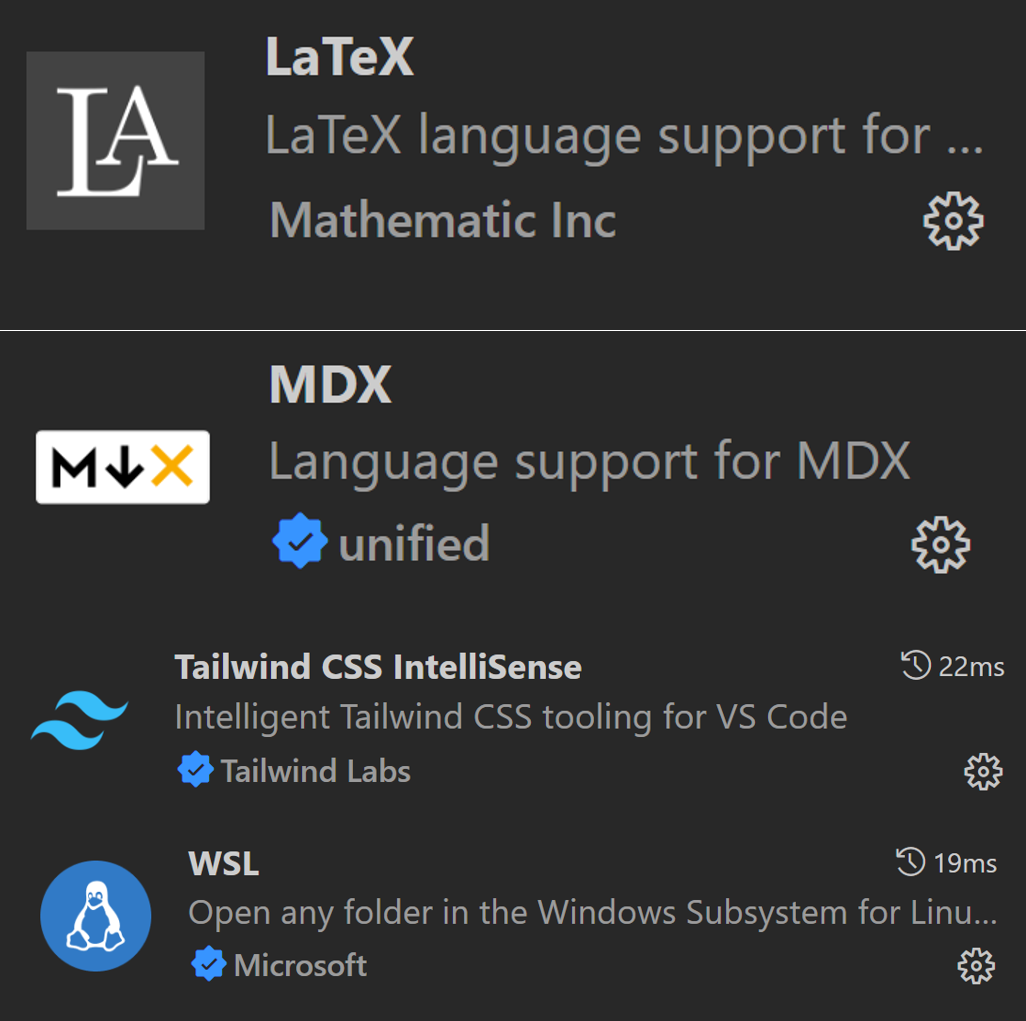 LA
LaTeX
LaTeX language support for ...
Mathematic Inc
MDX
M↓X
Language support for MDX
unified
Tailwind CSS IntelliSense
22ms
Intelligent Tailwind CSS tooling for VS Code
Tailwind Labs
WSL
19ms
Open any folder in the Windows Subsystem for Linu...
Microsoft